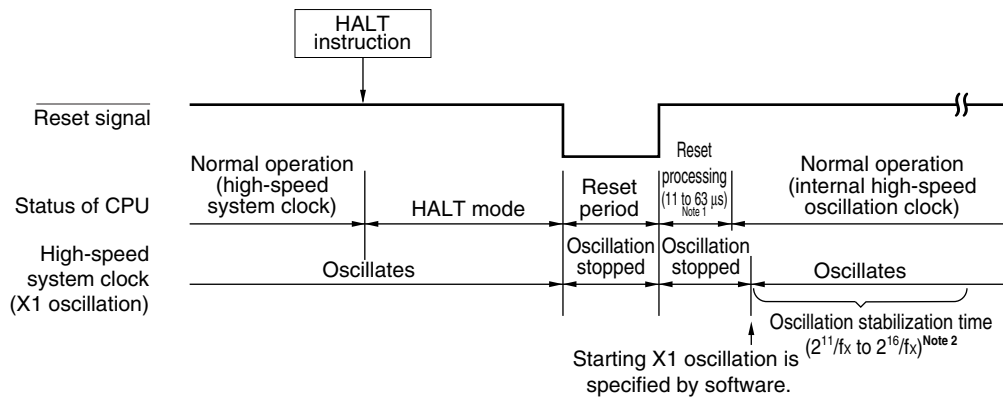 HALT
instruction
Reset signal
Normal operation
(high-speed
system clock)
HALT mode
Reset
period
Reset
processing
(11 to 63 μs)
Note 1
Normal operation
(internal high-speed
oscillation clock)
Status of CPU
High-speed
system clock
(X1 oscillation)
Oscillates
Oscillation
stopped
Oscillation
stopped
Oscillates
Oscillation stabilization time
(2¹¹/fx to 2¹⁶/fx)Note 2
Starting X1 oscillation is
specified by software.